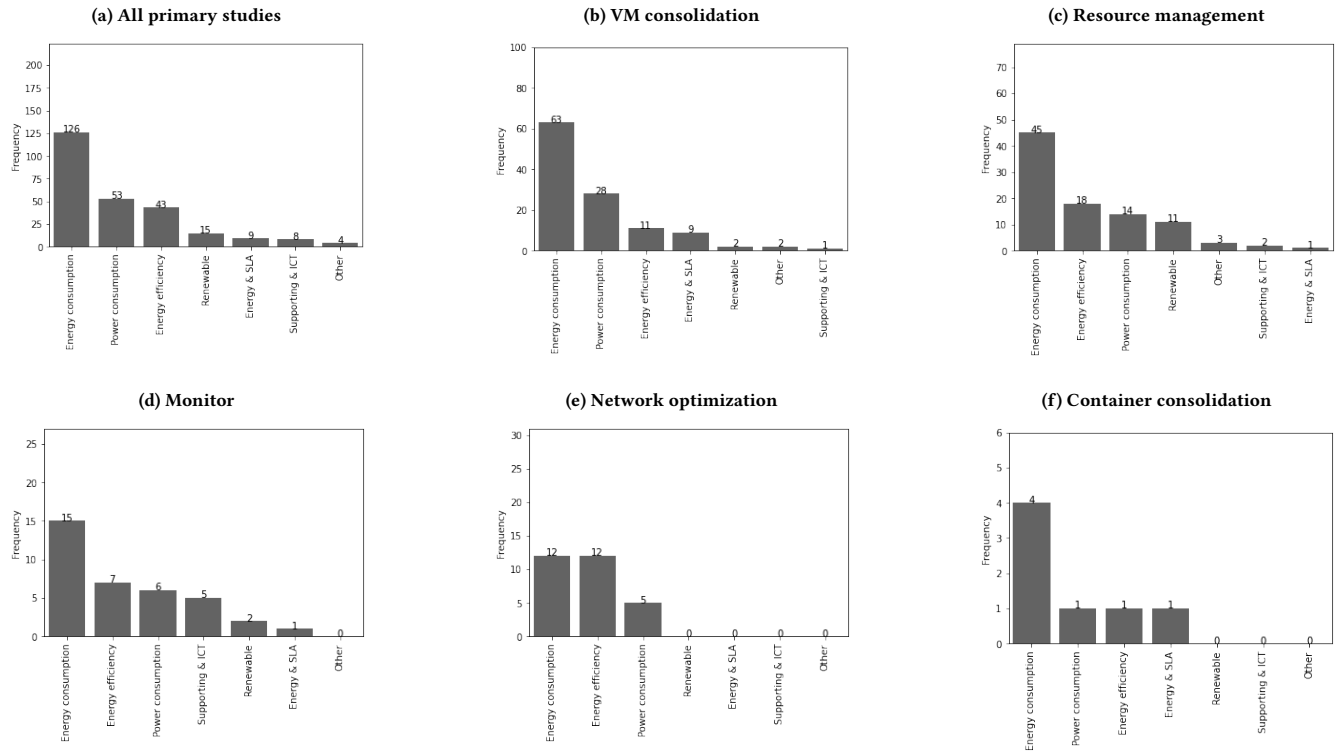 (a) All primary studies
200
175
150
125
100
75
50
25
0
Frequency
126
53
43
15
9
8
4
Energy consumption
Power consumption
Energy efficiency
Renewable
Energy & SLA
Supporting & ICT
Other
(b) VM consolidation
100
80
60
40
20
0
Frequency
63
28
11
9
2
2
1
Energy consumption
Power consumption
Energy efficiency
Energy & SLA
Renewable
Other
Supporting & ICT
(c) Resource management
70
60
50
40
30
20
10
0
Frequency
45
18
14
11
3
2
1
Energy consumption
Energy efficiency
Power consumption
Renewable
Other
Supporting & ICT
Energy & SLA
(d) Monitor
25
20
15
10
5
0
Frequency
15
7
6
5
2
1
0
Energy consumption
Energy efficiency
Power consumption
Supporting & ICT
Renewable
Energy & SLA
Other
(e) Network optimization
30
25
20
15
10
5
0
Frequency
12
12
5
0
0
0
0
Energy consumption
Energy efficiency
Power consumption
Renewable
Energy & SLA
Supporting & ICT
Other
(f) Container consolidation
6
5
4
3
2
1
0
Frequency
4
1
1
1
0
0
0
Energy consumption
Power consumption
Energy efficiency
Energy & SLA
Renewable
Supporting & ICT
Other